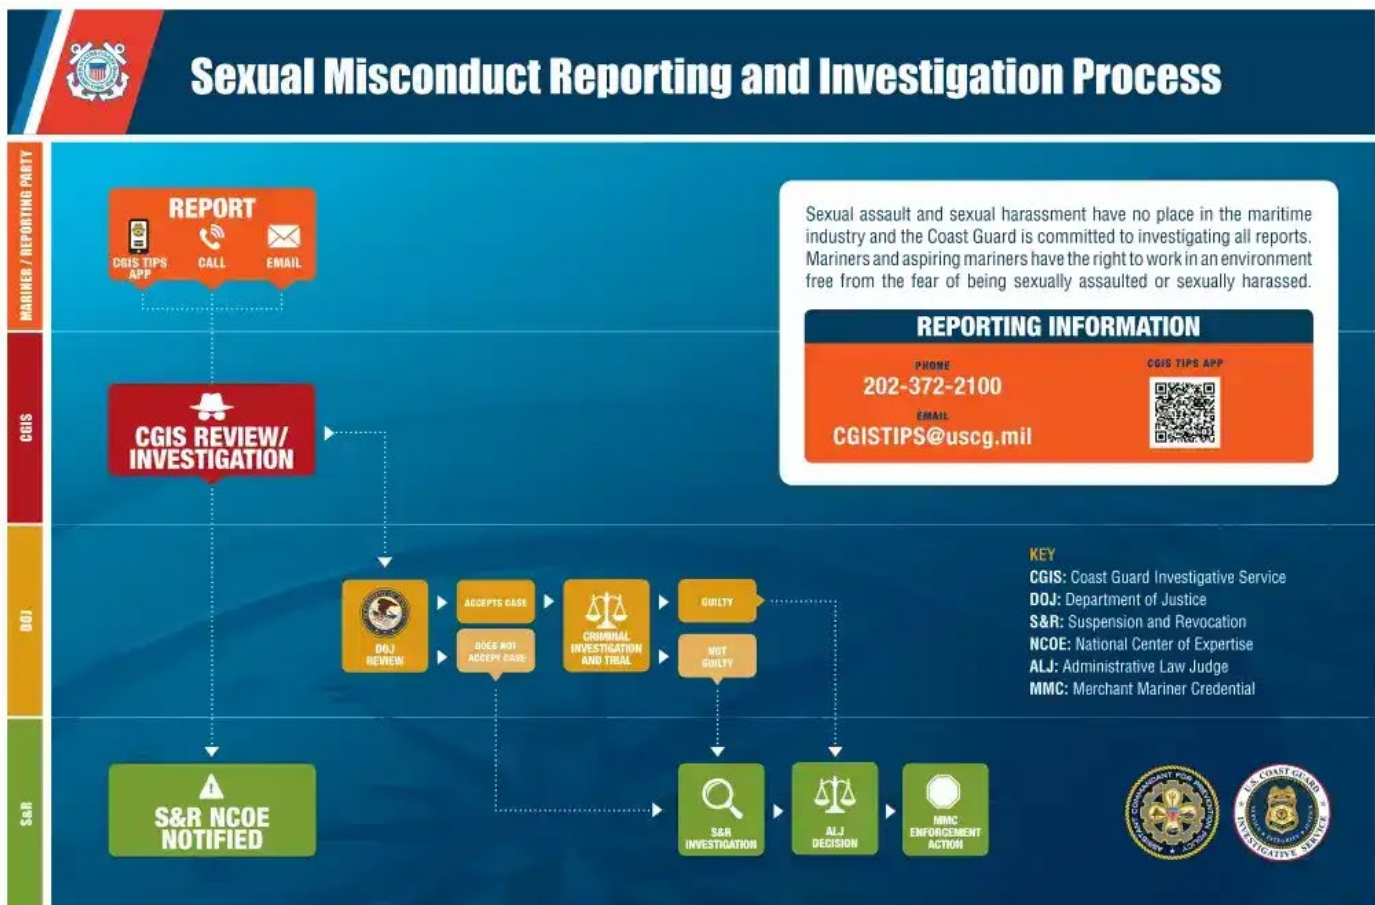 Sexual Misconduct Reporting and Investigation Process
MARINER / REPORTING PARTY
REPORT
CGIS TIPS
APP
CALL
EMAIL
Sexual assault and sexual harassment have no place in the maritime
industry and the Coast Guard is committed to investigating all reports.
Mariners and aspiring mariners have the right to work in an environment
free from the fear of being sexually assaulted or sexually harassed.
REPORTING INFORMATION
PHONE
202-372-2100
EMAIL
CGISTIPS@uscg.mil
CGIS TIPS APP
CGIS
CGIS REVIEW/
INVESTIGATION
DOJ
DOJ
REVIEW
ACCEPTS CASE
DOES NOT
ACCEPT CASE
CRIMINAL
INVESTIGATION
AND TRIAL
GUILTY
NOT
GUILTY
KEY
CGIS: Coast Guard Investigative Service
DOJ: Department of Justice
S&R: Suspension and Revocation
NCOE: National Center of Expertise
ALJ: Administrative Law Judge
MMC: Merchant Mariner Credential
S&R
S&R NCOE
NOTIFIED
S&R
INVESTIGATION
ALJ
DECISION
MMC
ENFORCEMENT
ACTION
ASSISTANT COMMANDANT FOR PREVENTION POLICY
U.S. COAST GUARD
INVESTIGATIVE SERVICE